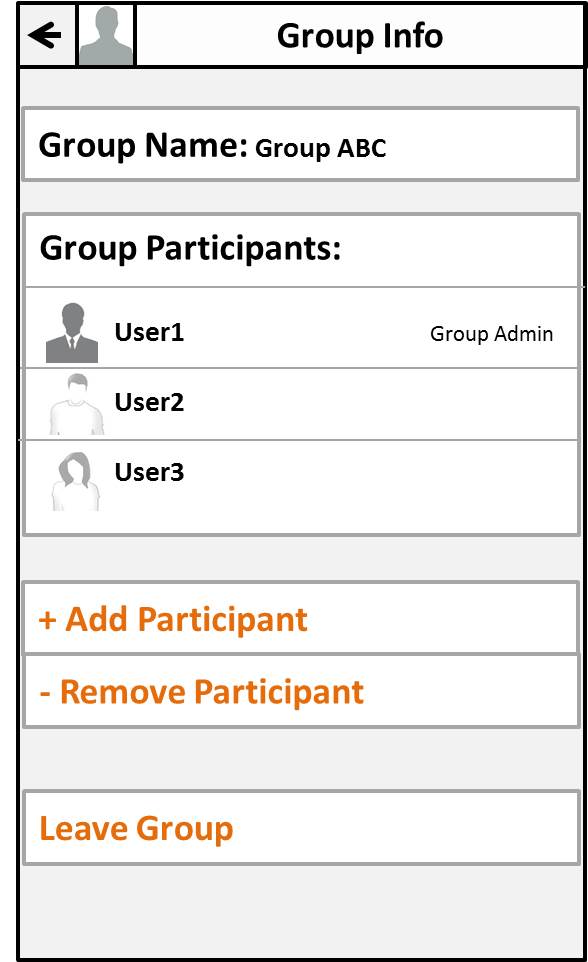 Group Info
Group Name: Group ABC
Group Participants:
User1 Group Admin
User2
User3
+ Add Participant
- Remove Participant
Leave Group